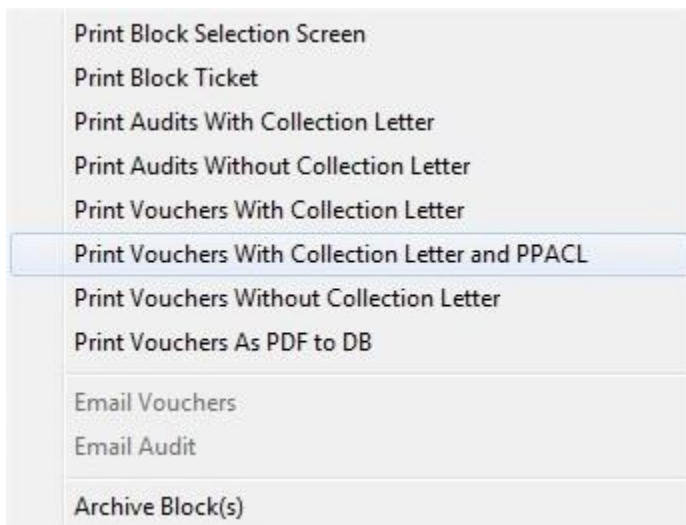 Print Block Selection Screen
Print Block Ticket
Print Audits With Collection Letter
Print Audits Without Collection Letter
Print Vouchers With Collection Letter
Print Vouchers With Collection Letter and PPACL
Print Vouchers Without Collection Letter
Print Vouchers As PDF to DB
Email Vouchers
Email Audit
Archive Block(s)